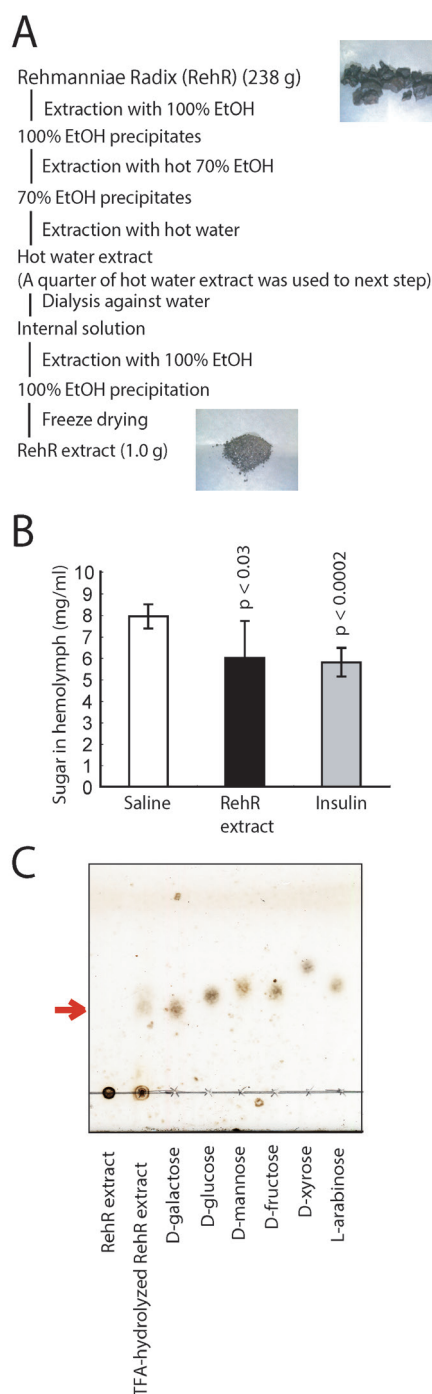 A
Rehmanniae Radix (RehR) (238 g)
Extraction with 100% EtOH
100% EtOH precipitates
Extraction with hot 70% EtOH
70% EtOH precipitates
Extraction with hot water
Hot water extract
(A quarter of hot water extract was used to next step)
Dialysis against water
Internal solution
Extraction with 100% EtOH
100% EtOH precipitation
Freeze drying
RehR extract (1.0 g)
B
Sugar in hemolymph (mg/ml)
10
9
8
7
6
5
4
3
2
1
0
p < 0.03
p < 0.0002
Saline
RehR
extract
Insulin
C
RehR extract
TFA-hydrolyzed RehR extract
D-galactose
D-glucose
D-mannose
D-fructose
D-xyrose
L-arabinose